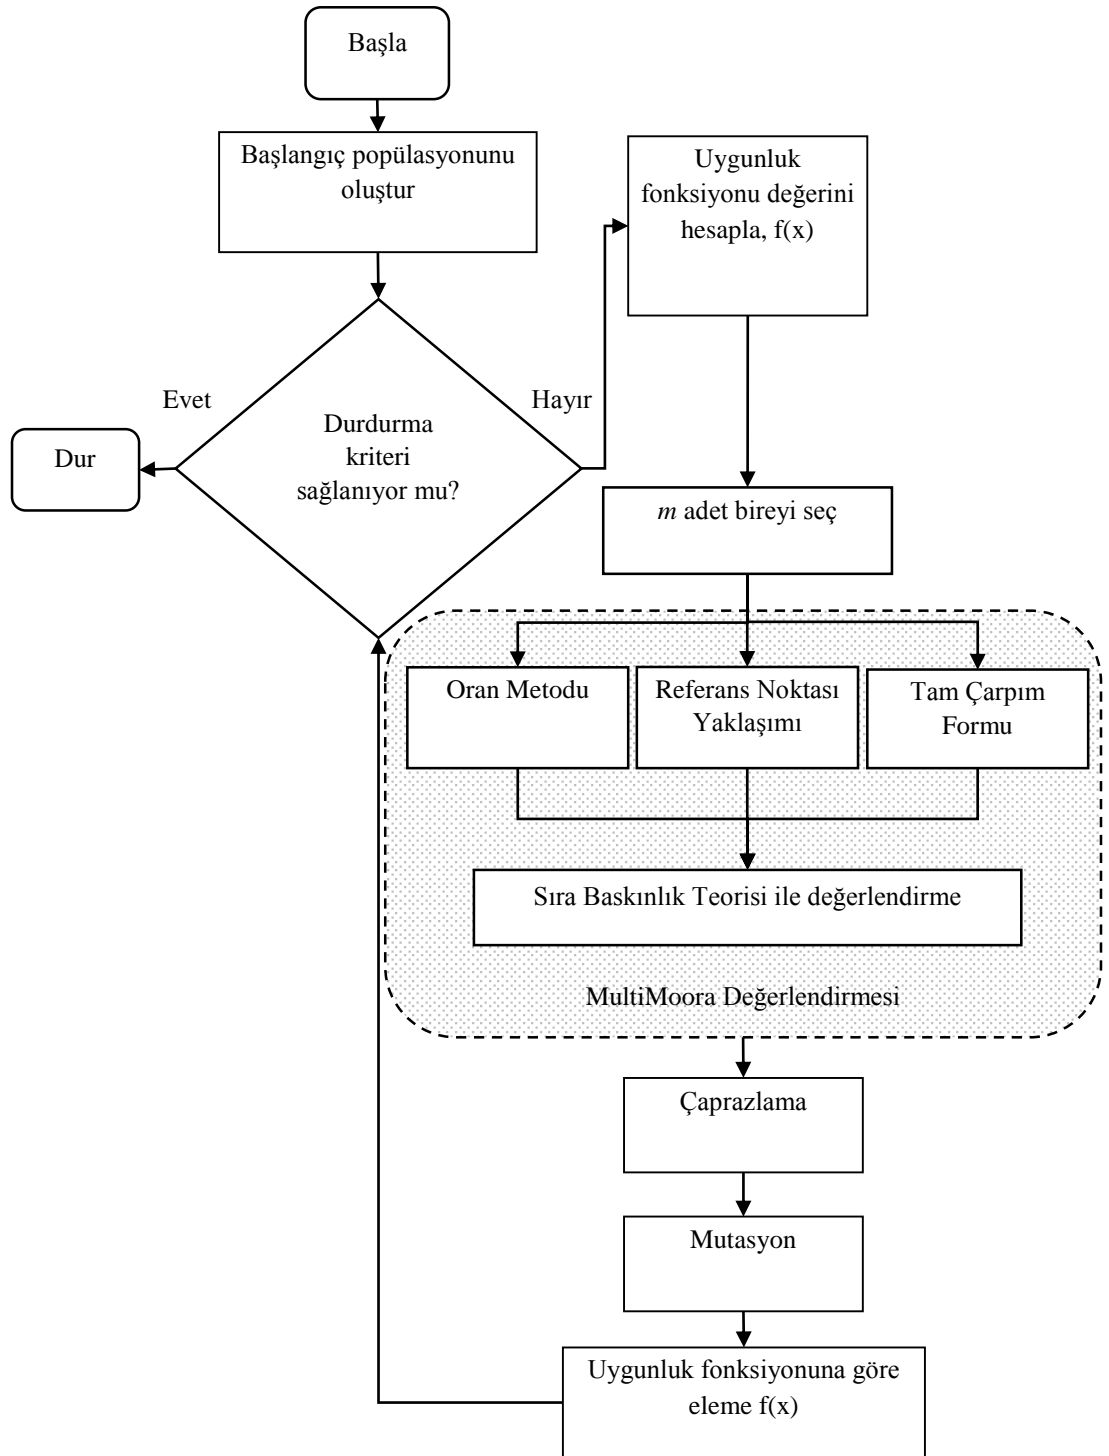 Başla
Başlangıç popülasyonunu
oluştur
Uygunluk
fonksiyonu değerini
hesapla, f(x)
Evet
Hayır
Durdurma
kriteri
sağlanıyor mu?
Dur
m adet bireyi seç
Oran Metodu
Referans Noktası
Yaklaşımı
Tam Çarpım
Formu
Sıra Baskınlık Teorisi ile değerlendirme
MultiMoora Değerlendirmesi
Çaprazlama
Mutasyon
Uygunluk fonksiyonuna göre
eleme f(x)